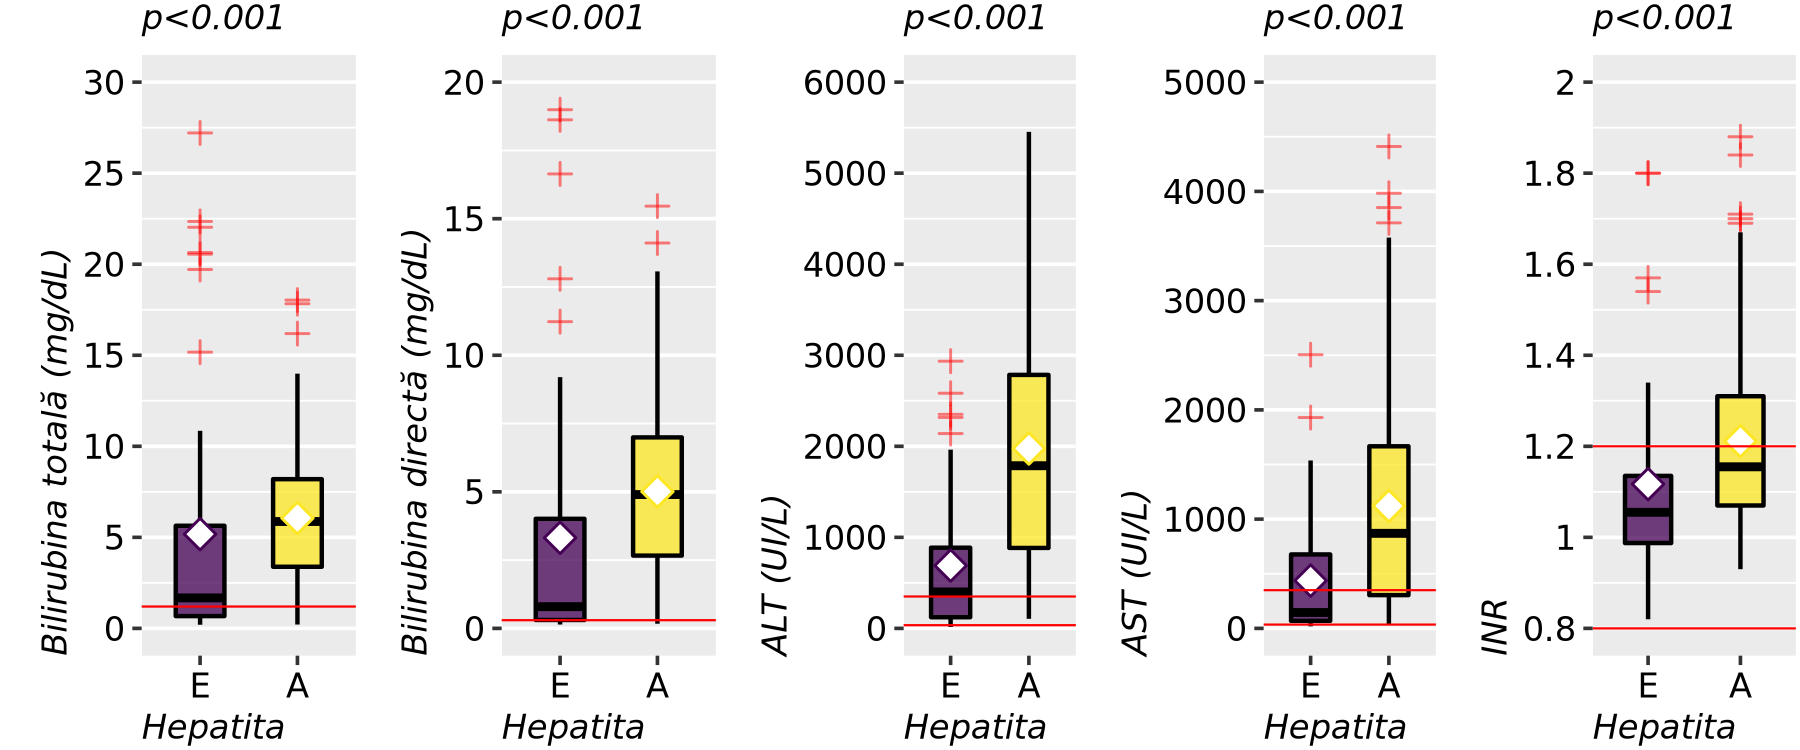 p<0.001
Bilirubina totală (mg/dL)
30
25
20
15
10
5
0
E A
Hepatita
p<0.001
Bilirubina directă (mg/dL)
20
15
10
5
0
E A
Hepatita
p<0.001
ALT (UI/L)
6000
5000
4000
3000
2000
1000
0
E A
Hepatita
p<0.001
AST (UI/L)
5000
4000
3000
2000
1000
0
E A
Hepatita
p<0.001
INR
2
1.8
1.6
1.4
1.2
1
0.8
E A
Hepatita